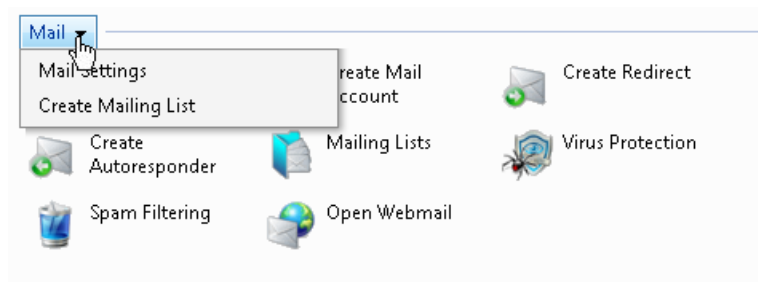 Mail
Mail Settings
Create Mailing List
reate Mail
ccount
Create Redirect
Create
Autoresponder
Mailing Lists
Virus Protection
Spam Filtering
Open Webmail